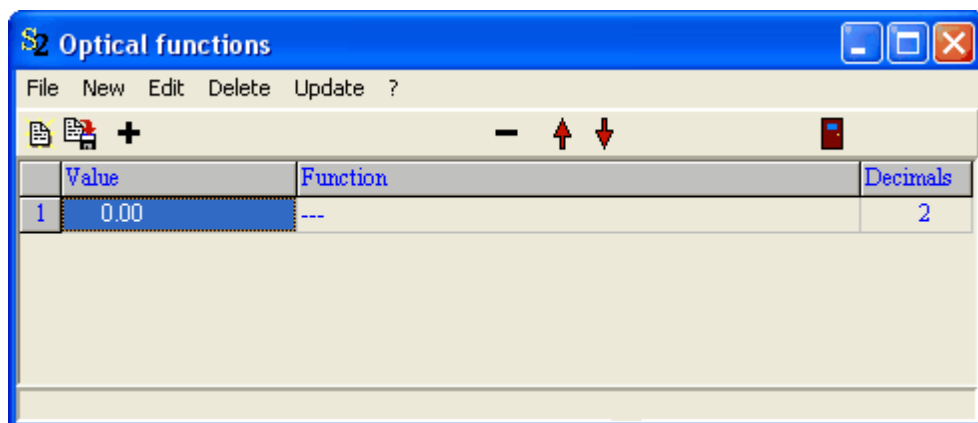 S2 Optical functions
File New Edit Delete Update ?
Value Function Decimals
1 0.00 --- 2